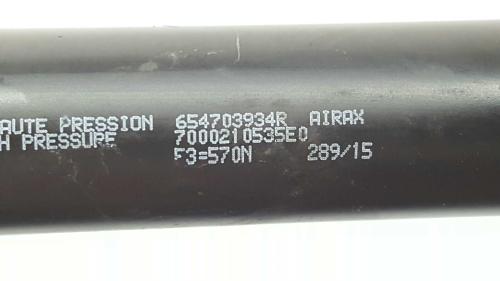 AUTE PRESSION 654703934R AIRAX
H PRESSURE 7000210535E0
F3=570N 289/15